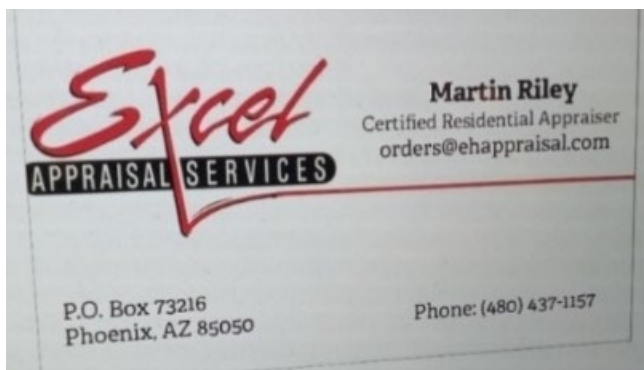 Excel
APPRAISAL SERVICES
Martin Riley
Certified Residential Appraiser
orders@ehappraisal.com
P.O. Box 73216
Phoenix, AZ 85050
Phone: (480) 437-1157